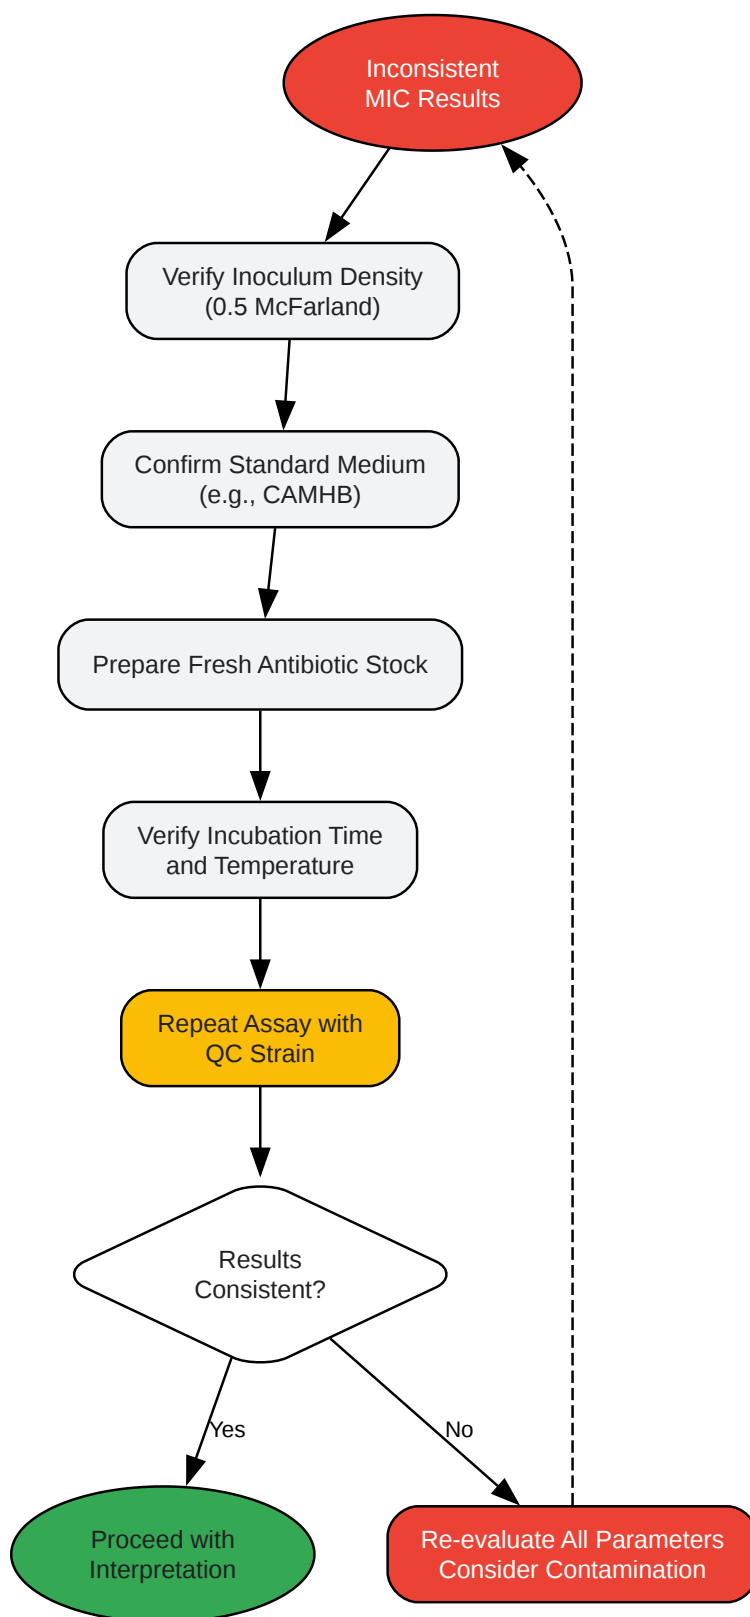 Inconsistent
MIC Results
Verify Inoculum Density
(0.5 McFarland)
Confirm Standard Medium
(e.g., CAMHB)
Prepare Fresh Antibiotic Stock
Verify Incubation Time
and Temperature
Repeat Assay with
QC Strain
Results
Consistent?
Yes
No
Proceed with
Interpretation
Re-evaluate All Parameters
Consider Contamination